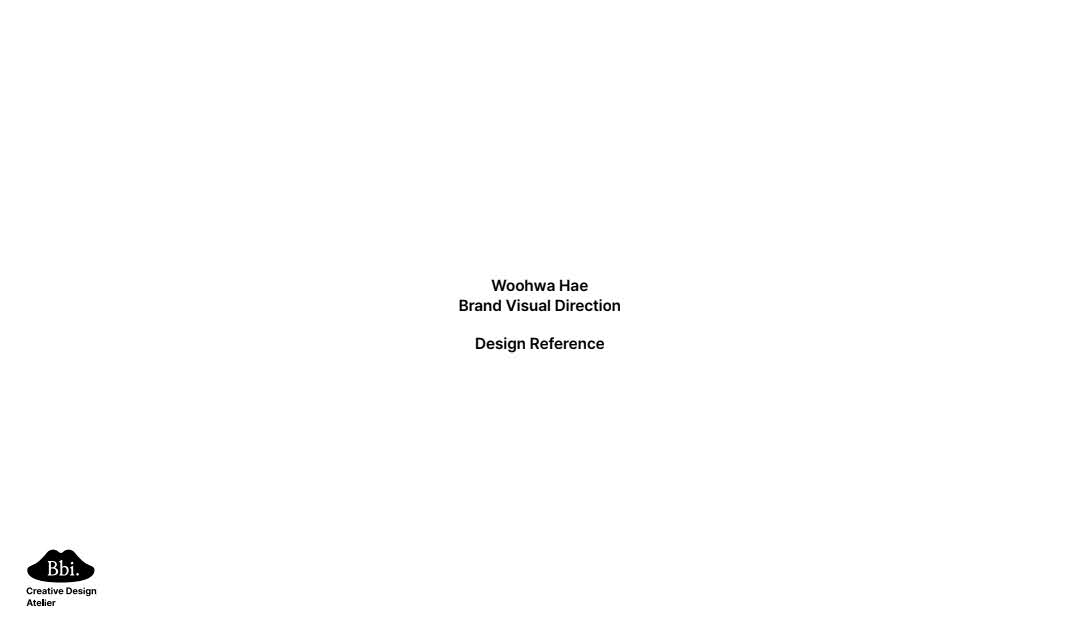 Woohwa Hae
Brand Visual Direction
Design Reference
Bbi.
Creative Design
Atelier